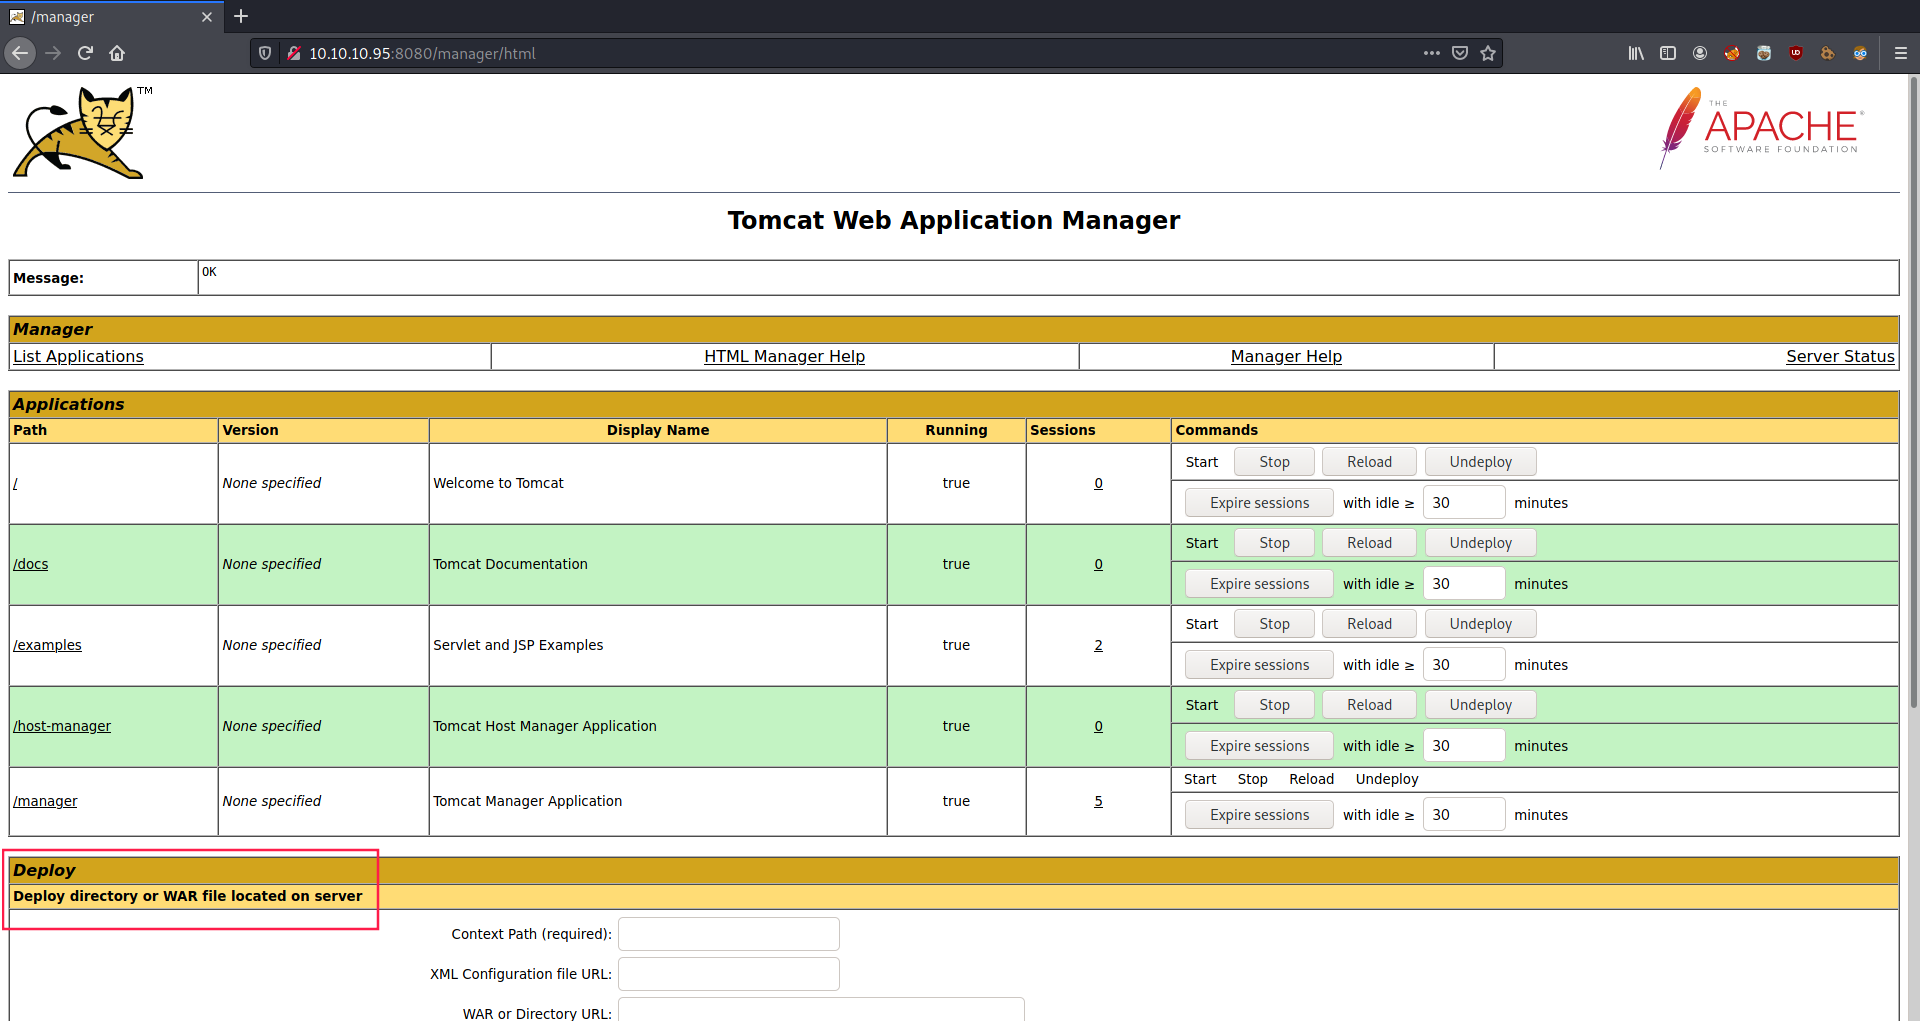 /manager
10.10.10.95:8080/manager/html
TM
THE
APACHE®
SOFTWARE FOUNDATION
Tomcat Web Application Manager
Message: OK
Manager
List Applications HTML Manager Help Manager Help Server Status
Applications
Path Version Display Name Running Sessions Commands
/ None specified Welcome to Tomcat true 0 Start Stop Reload Undeploy
Expire sessions with idle ≥ 30 minutes
/docs None specified Tomcat Documentation true 0 Start Stop Reload Undeploy
Expire sessions with idle ≥ 30 minutes
/examples None specified Servlet and JSP Examples true 2 Start Stop Reload Undeploy
Expire sessions with idle ≥ 30 minutes
/host-manager None specified Tomcat Host Manager Application true 0 Start Stop Reload Undeploy
Expire sessions with idle ≥ 30 minutes
/manager None specified Tomcat Manager Application true 5 Start Stop Reload Undeploy
Expire sessions with idle ≥ 30 minutes
Deploy
Deploy directory or WAR file located on server
Context Path (required):
XML Configuration file URL:
WAR or Directory URL: